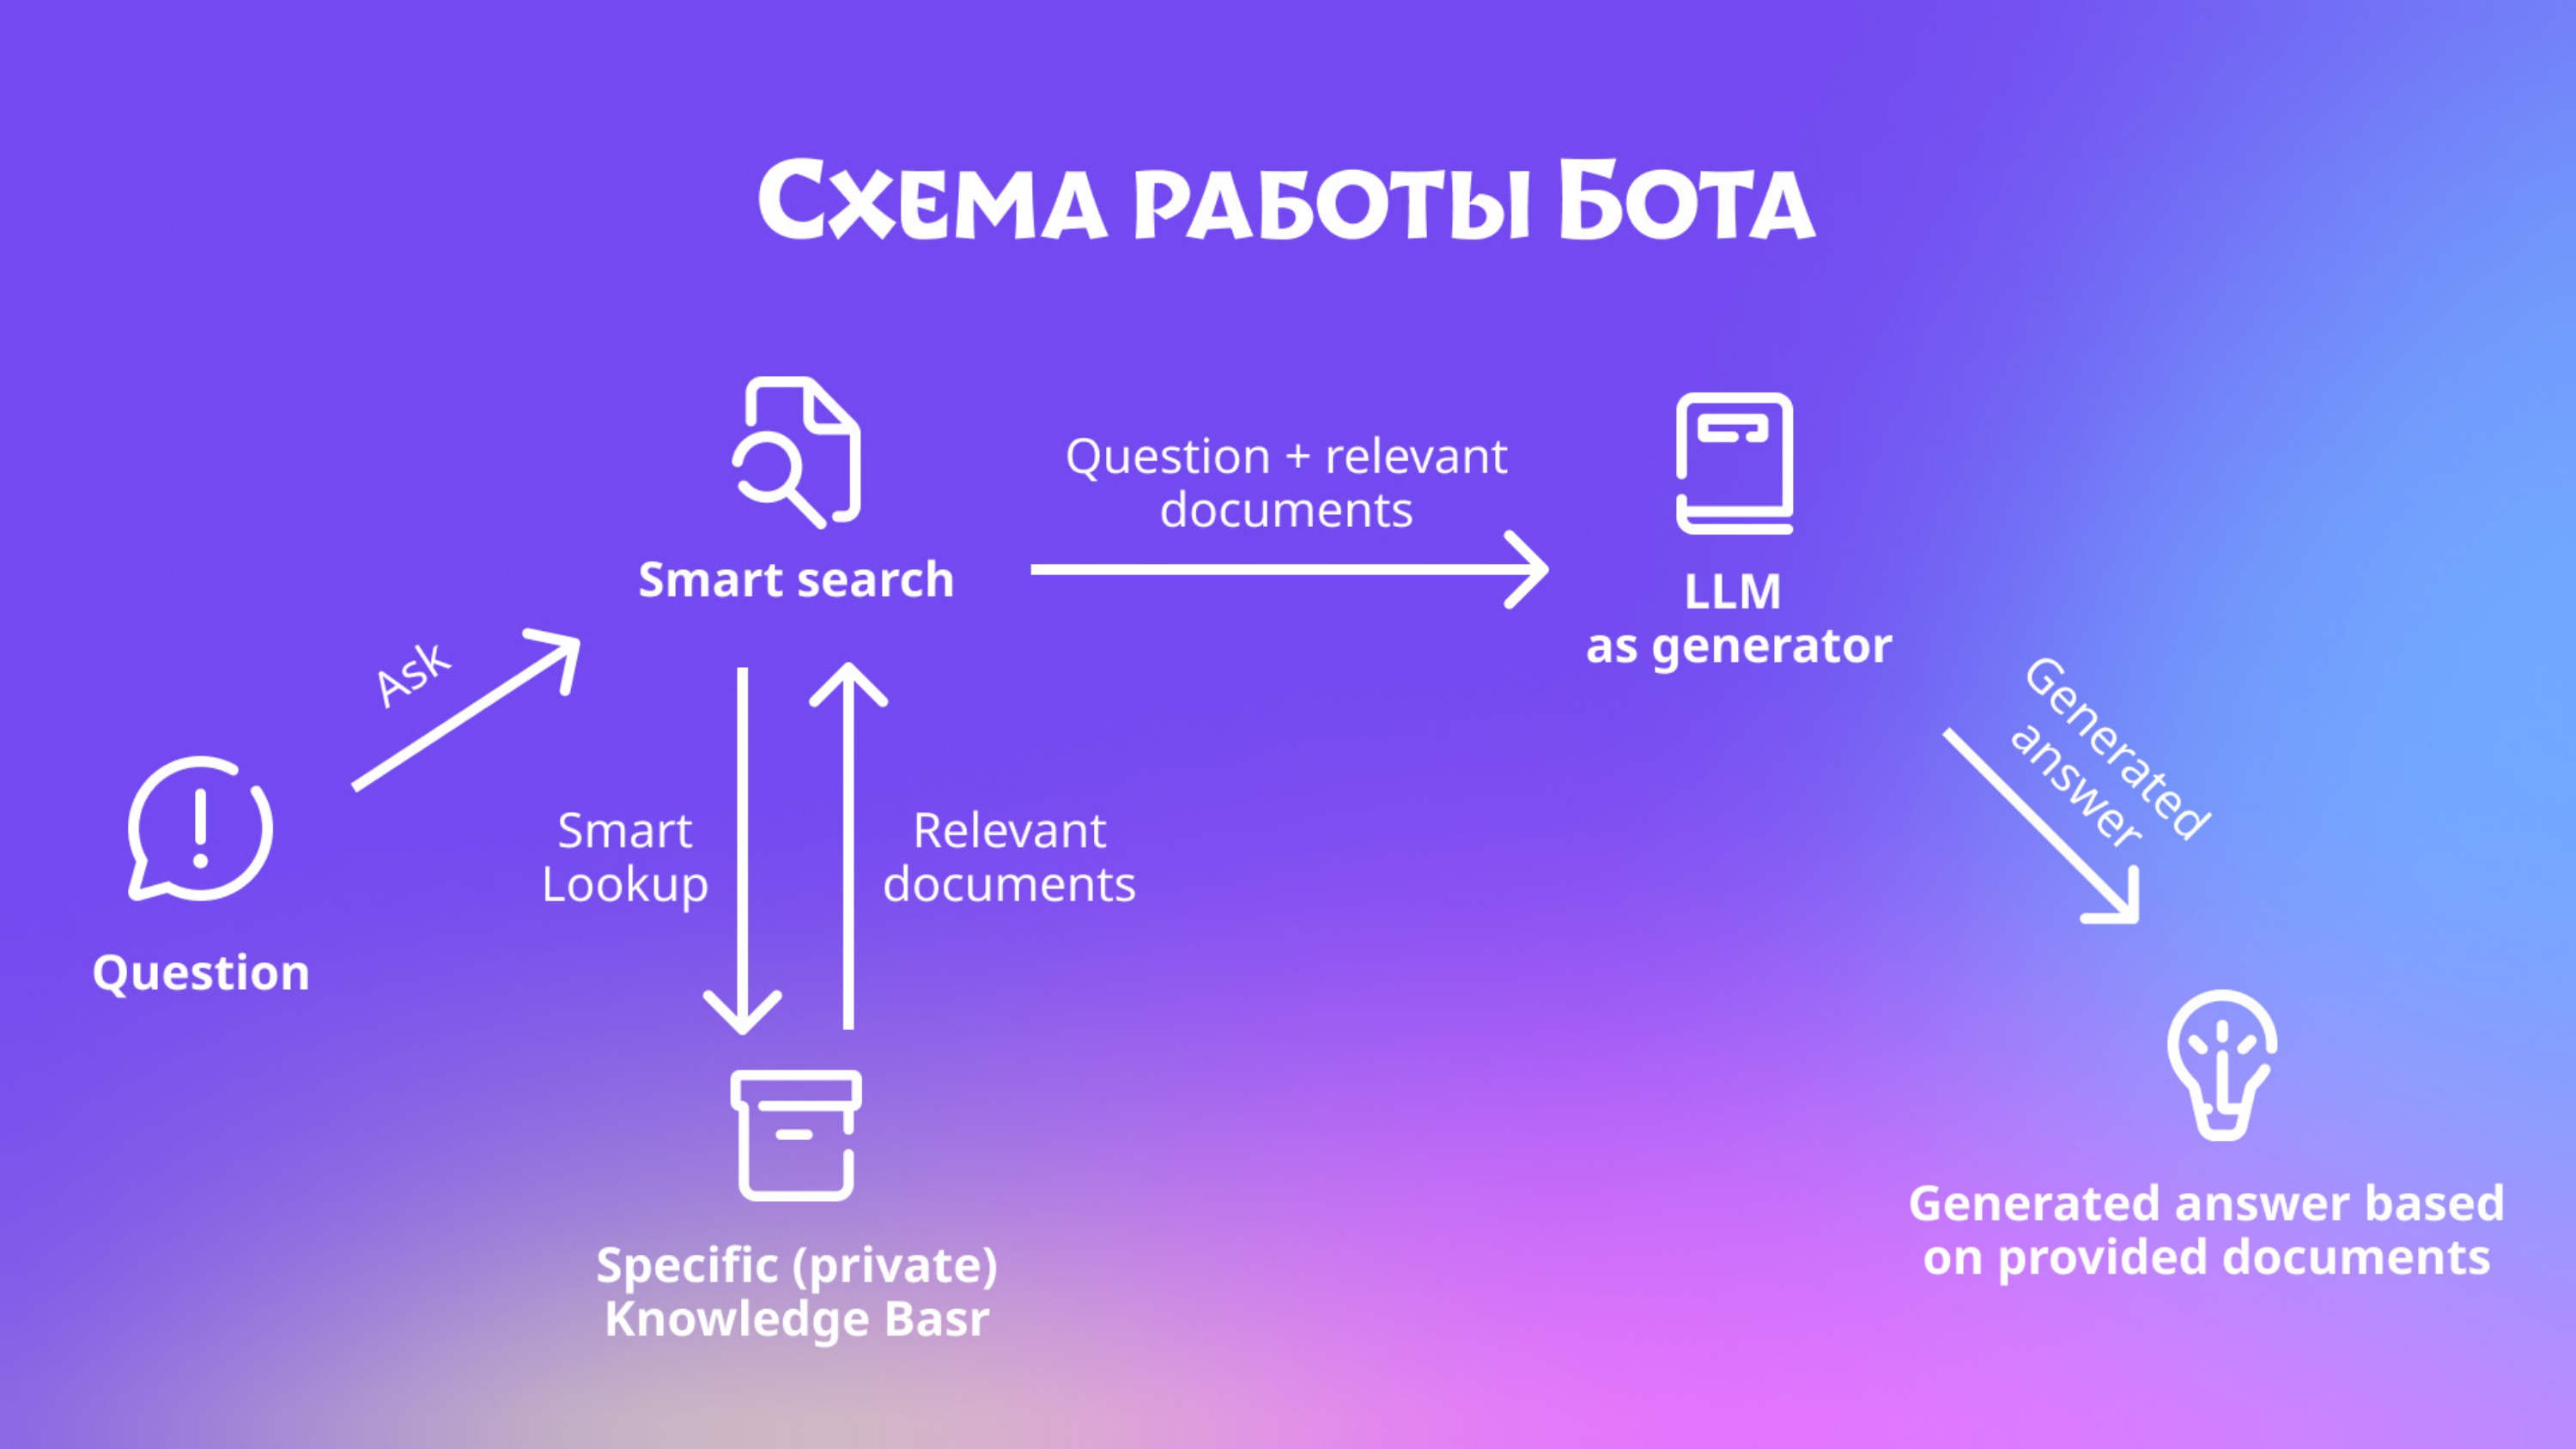 Схема работы Бота
Question + relevant
documents
Smart search
LLM
as generator
Ask
Generated
answer
Smart
Lookup
Relevant
documents
Question
Generated answer based
on provided documents
Specific (private)
Knowledge Basr